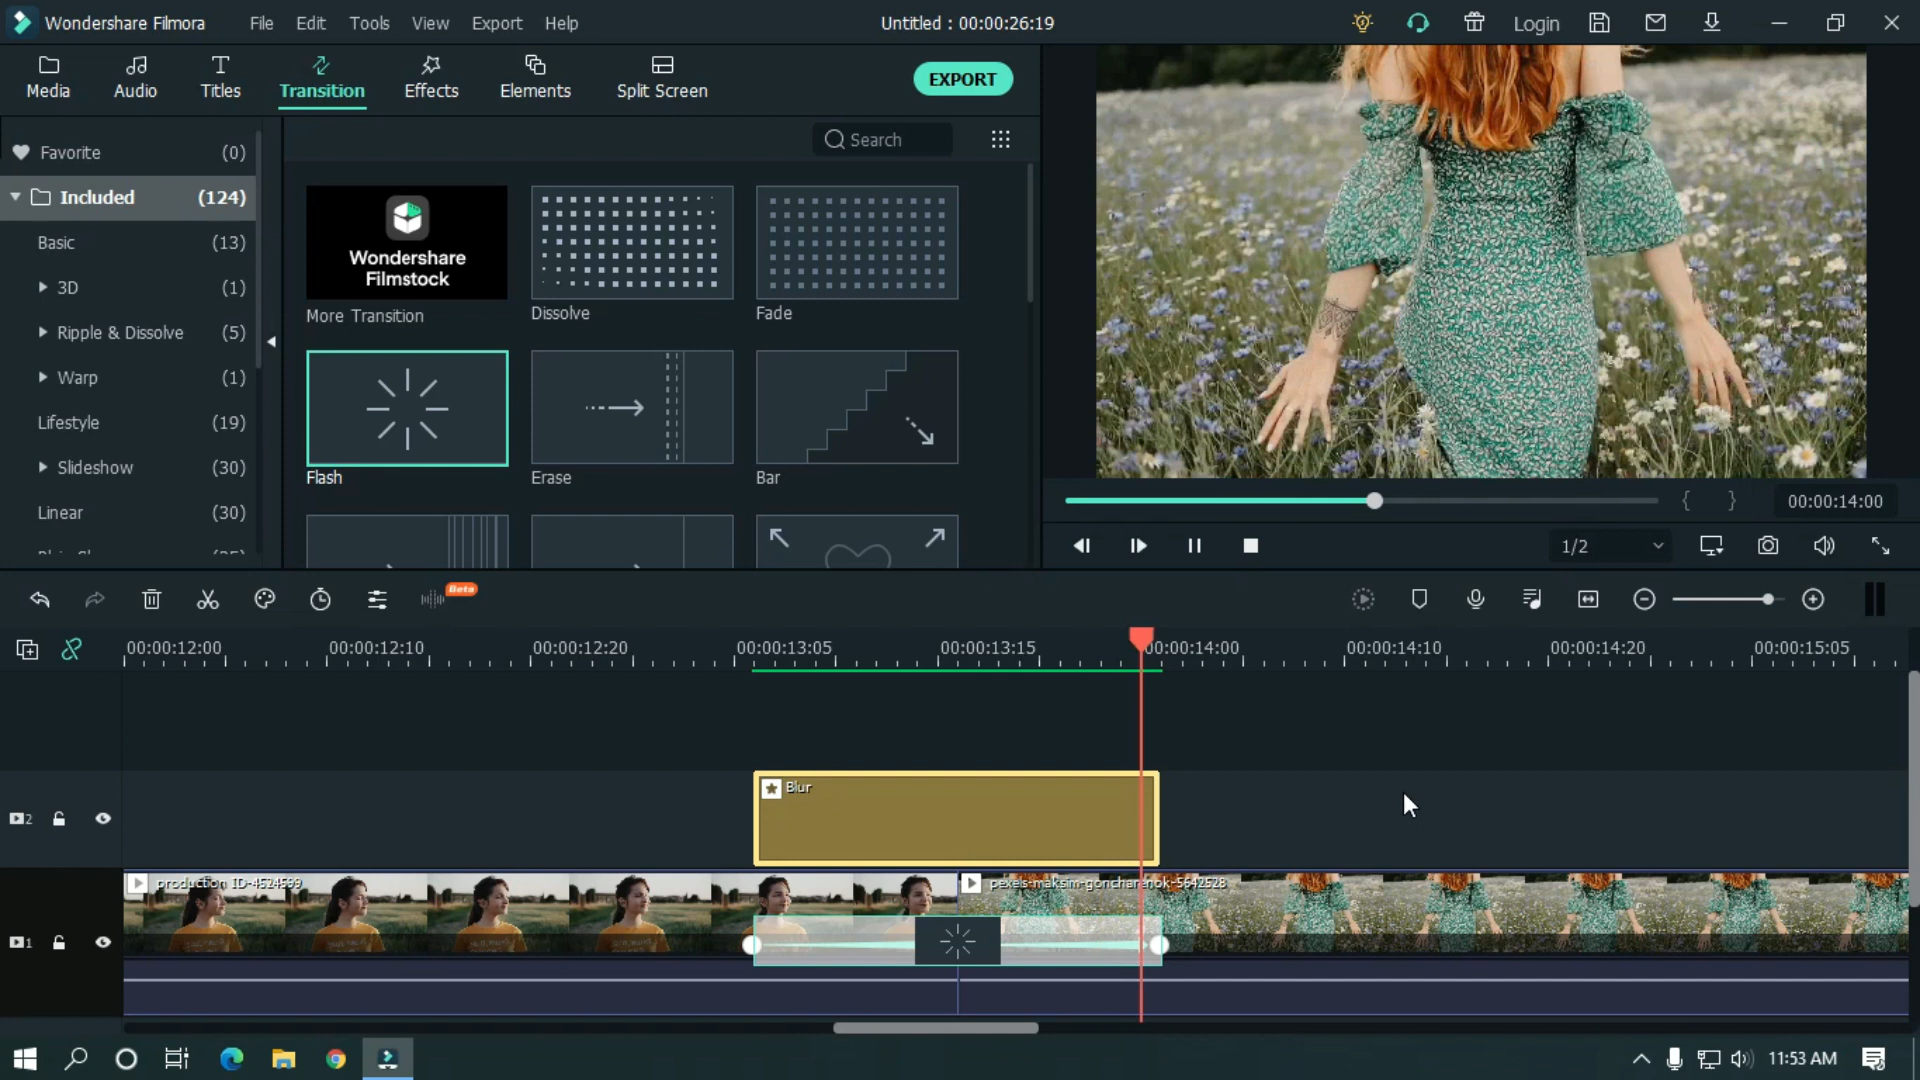 Wondershare Filmora File Edit Tools View Export Help Untitled : 00:00:26:19 Login
Media Audio Titles Transition Effects Elements Split Screen EXPORT
Search
Favorite (0)
Included (124)
Basic (13)
3D (1)
Ripple & Dissolve (5)
Warp (1)
Lifestyle (19)
Slideshow (30)
Linear (30)
Wondershare
Filmstock
More Transition Dissolve Fade
Flash Erase Bar
{ } 00:00:14:00
1/2
Beta
00:00:12:00 00:00:12:10 00:00:12:20 00:00:13:05 00:00:13:15 00:00:14:00 00:00:14:10 00:00:14:20 00:00:15:05
Blur
2
production ID-4524599 pexels-maksim-goncharenok-5642528
1
11:53 AM